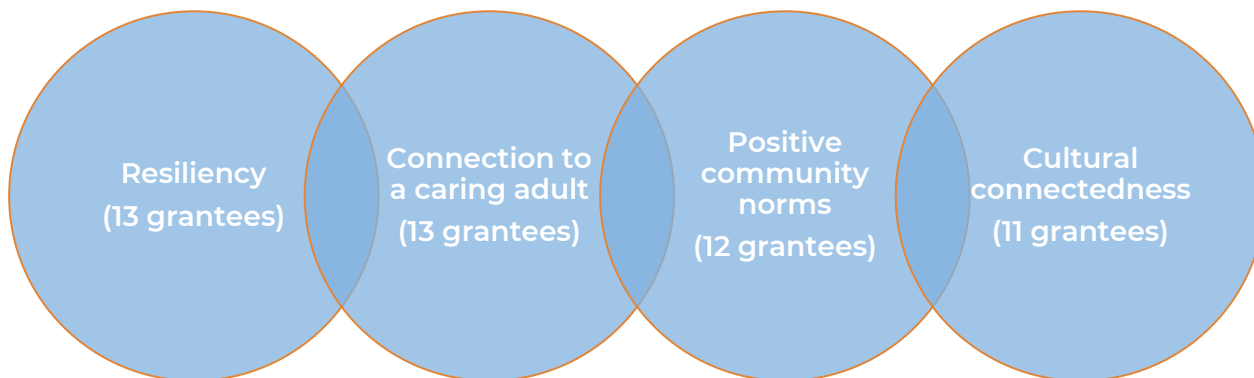 Resiliency
(13 grantees)
Connection to
a caring adult
(13 grantees)
Positive
community
norms
(12 grantees)
Cultural
connectedness
(11 grantees)